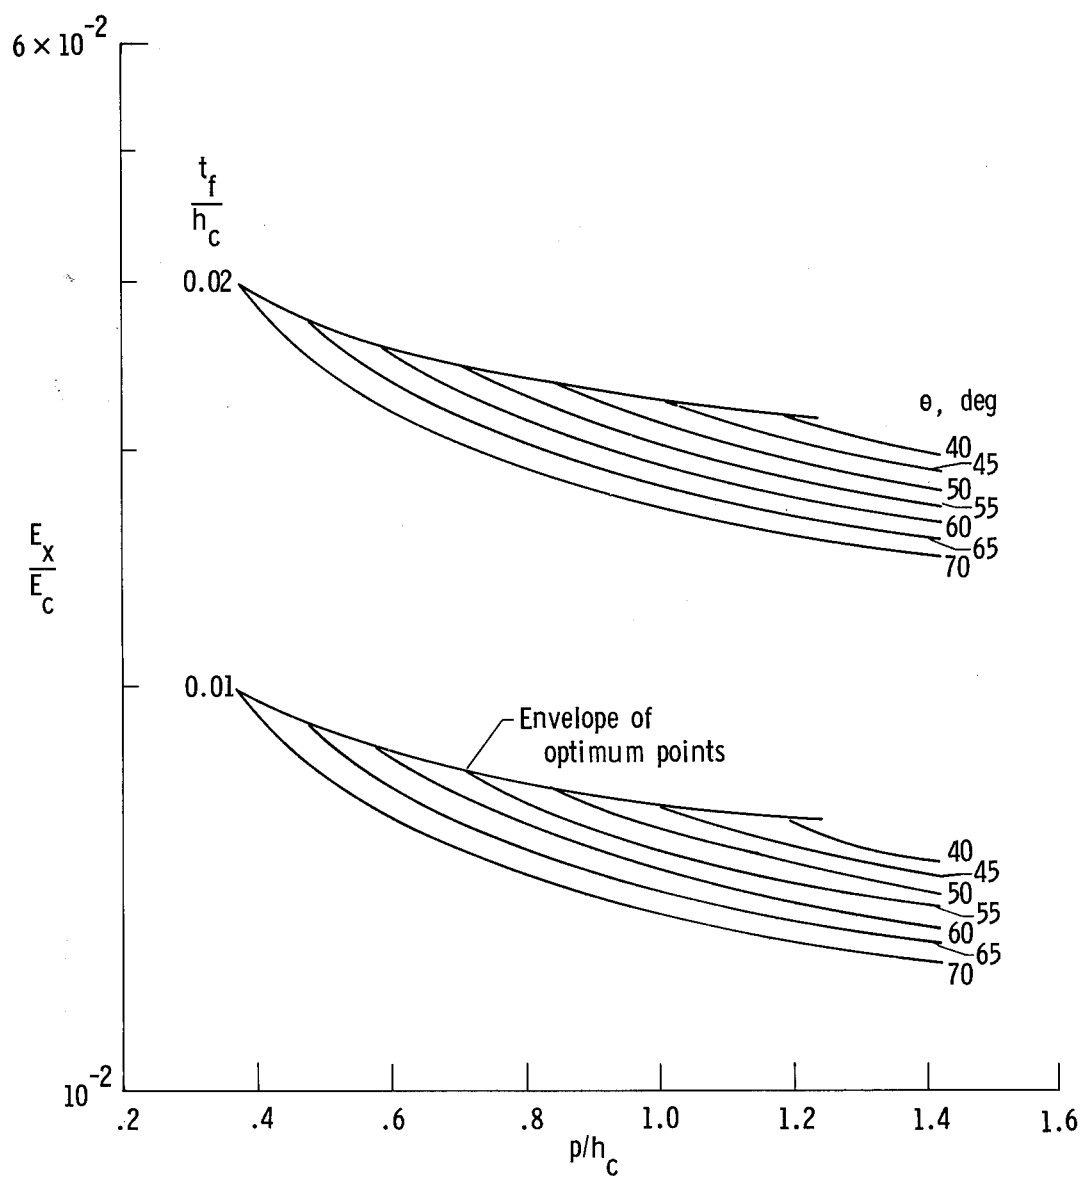 6 × 10⁻²
t_f
h_c
0.02
θ, deg
40
45
50
55
60
65
70
E_x
E_c
0.01
Envelope of
optimum points
40
45
50
55
60
65
70
10⁻²
.2 .4 .6 0.8 1.0 1.2 1.4 1.6
p/h_c